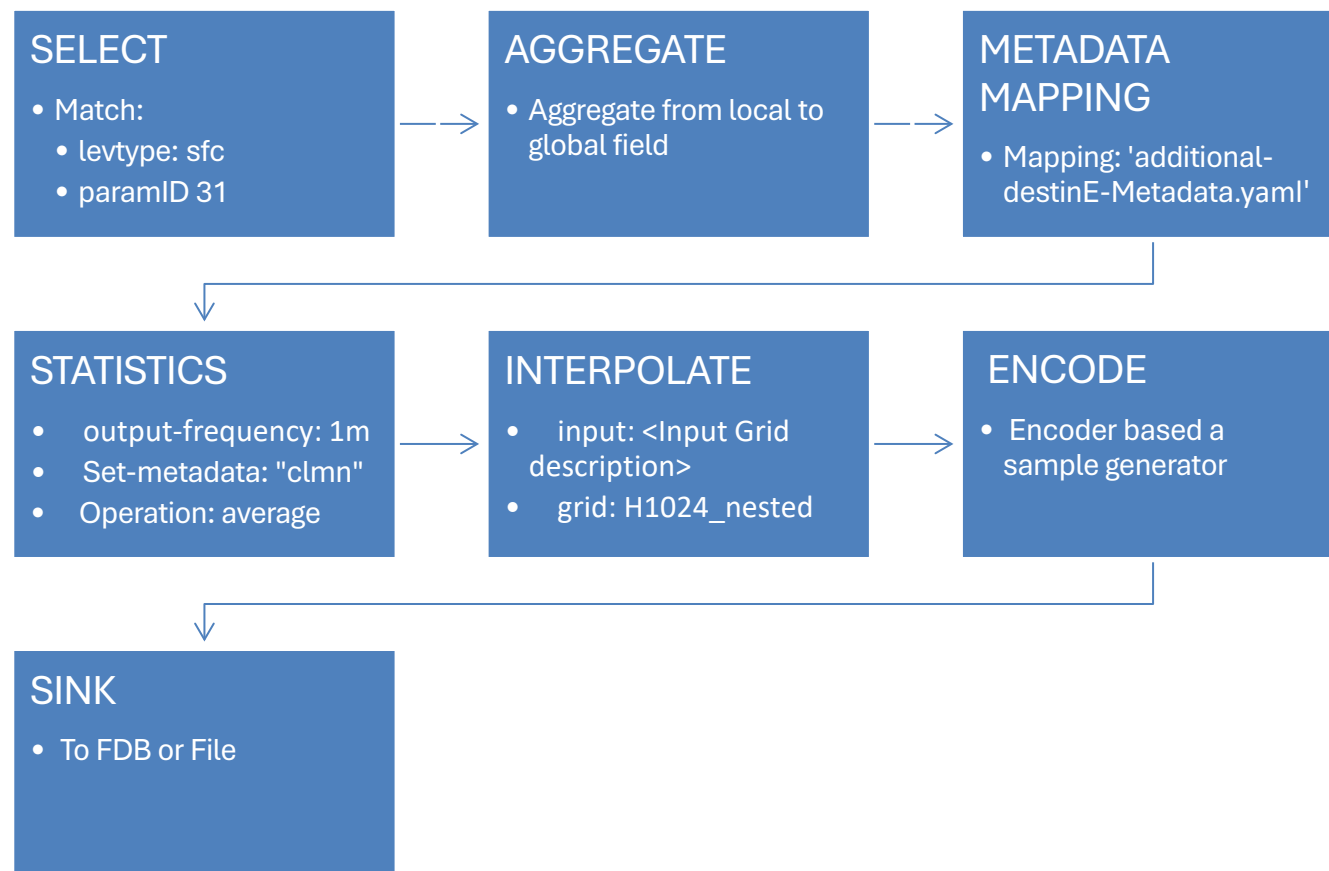 SELECT
• Match:
• levtype: sfc
• paramID 31
AGGREGATE
• Aggregate from local to
global field
METADATA
MAPPING
• Mapping: 'additional-
destinE-Metadata.yaml'
STATISTICS
• output-frequency: 1m
• Set-metadata: "clmn"
• Operation: average
INTERPOLATE
• input: <Input Grid
description>
• grid: H1024_nested
ENCODE
• Encoder based a
sample generator
SINK
• To FDB or File